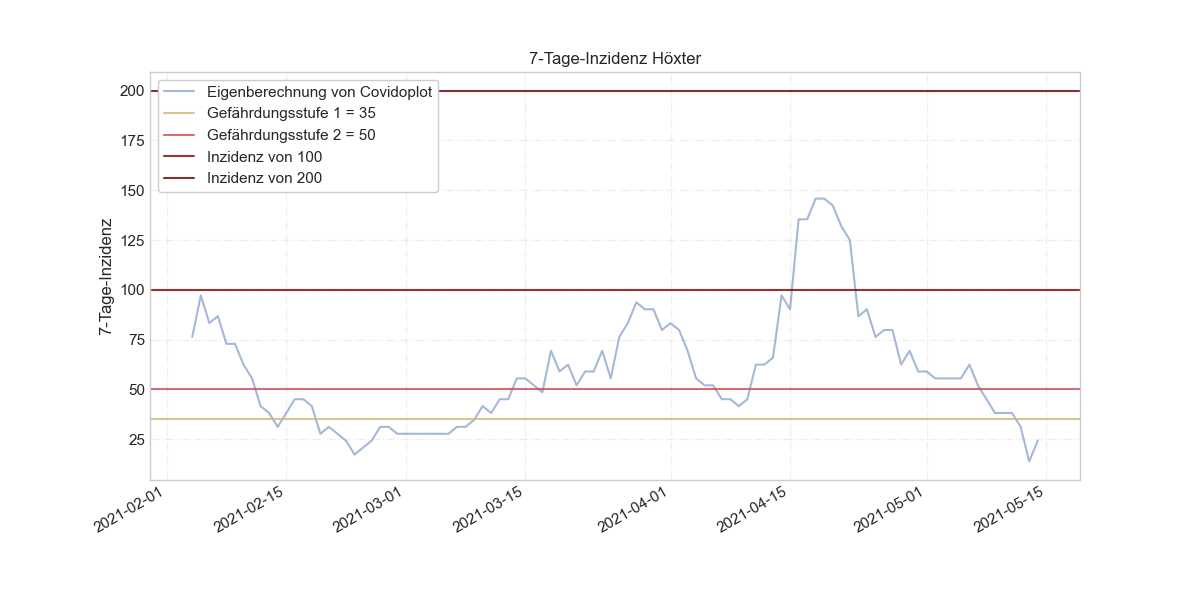 7-Tage-Inzidenz Höxter
Eigenberechnung von Covidoplot
Gefährdungsstufe 1 = 35
Gefährdungsstufe 2 = 50
Inzidenz von 100
Inzidenz von 200
7-Tage-Inzidenz
200
175
150
125
100
75
50
25
2021-02-01
2021-02-15
2021-03-01
2021-03-15
2021-04-01
2021-04-15
2021-05-01
2021-05-15